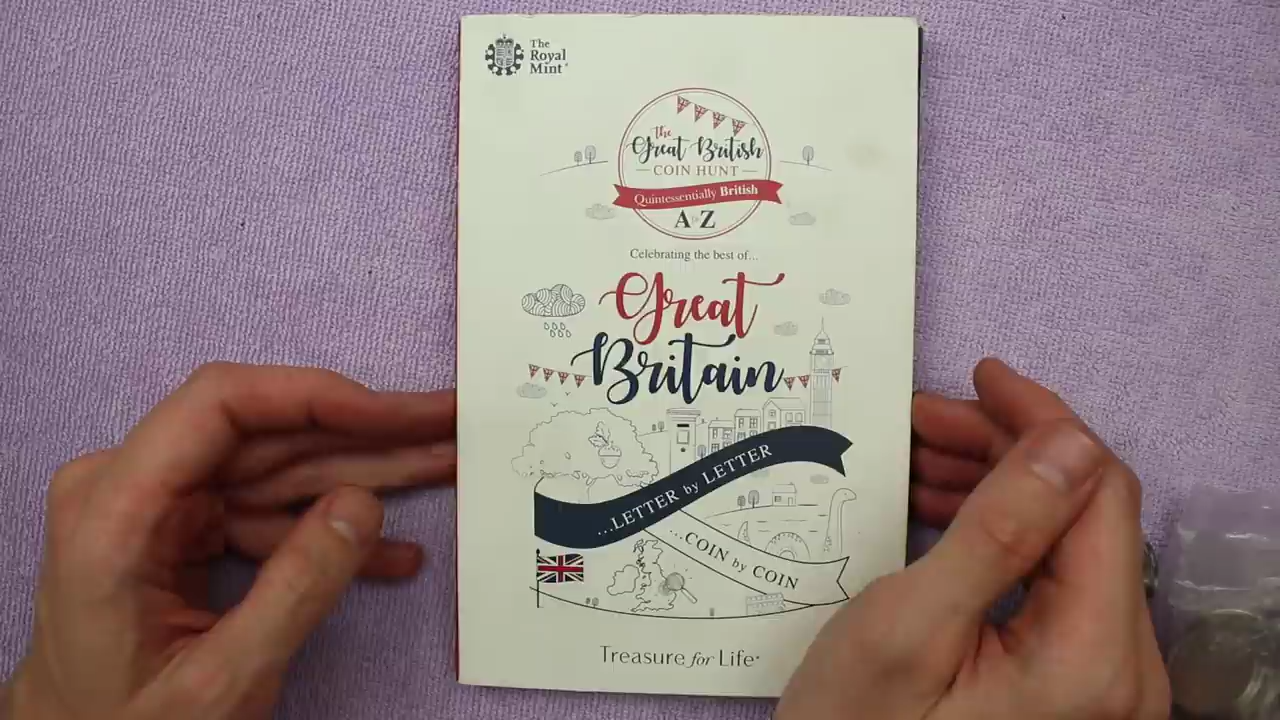 The
Royal
Mint®
The
Great British
COIN HUNT
Quintessentially British
A to Z
Celebrating the best of...
Great
Britain
...LETTER by LETTER
...COIN by COIN
Treasure for Life®